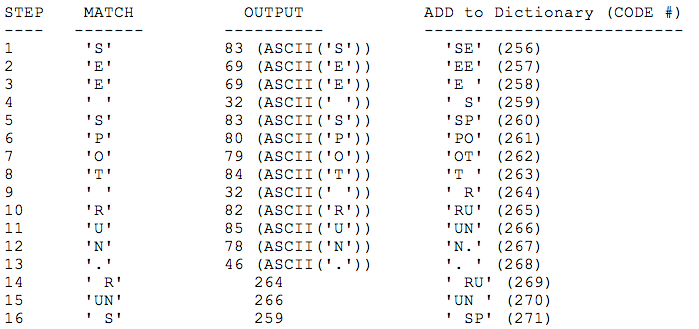 STEP MATCH OUTPUT ADD to Dictionary (CODE #)
---- ------- ---------- --------------------------
1 'S' 83 (ASCII('S')) 'SE' (256)
2 'E' 69 (ASCII('E')) 'EE' (257)
3 'E' 69 (ASCII('E')) 'E ' (258)
4 ' ' 32 (ASCII(' ')) ' S' (259)
5 'S' 83 (ASCII('S')) 'SP' (260)
6 'P' 80 (ASCII('P')) 'PO' (261)
7 'O' 79 (ASCII('O')) 'OT' (262)
8 'T' 84 (ASCII('T')) 'T ' (263)
9 ' ' 32 (ASCII(' ')) ' R' (264)
10 'R' 82 (ASCII('R')) 'RU' (265)
11 'U' 85 (ASCII('U')) 'UN' (266)
12 'N' 78 (ASCII('N')) 'N.' (267)
13 '.' 46 (ASCII('.')) '. ' (268)
14 ' R' 264 ' RU' (269)
15 'UN' 266 'UN ' (270)
16 ' S' 259 ' SP' (271)